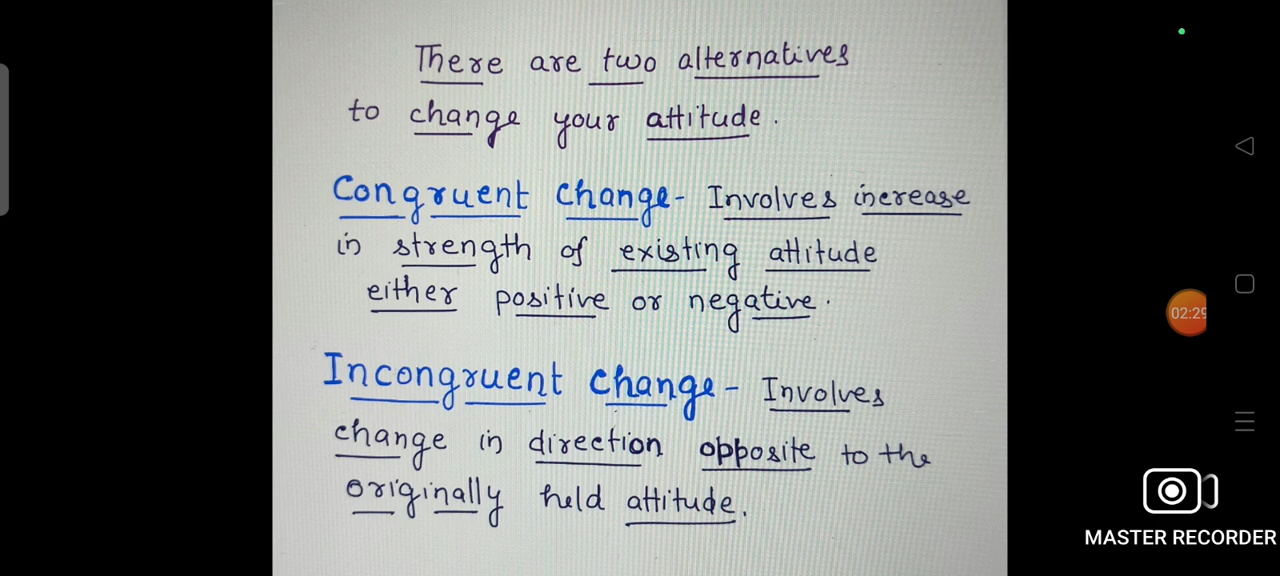 There are two alternatives
to change your attitude.
Congruent change- Involves increase
in strength of existing attitude
either positive or negative.
Incongruent change- Involves
change in direction opposite to the
originally held attitude.
02:29
MASTER RECORDER